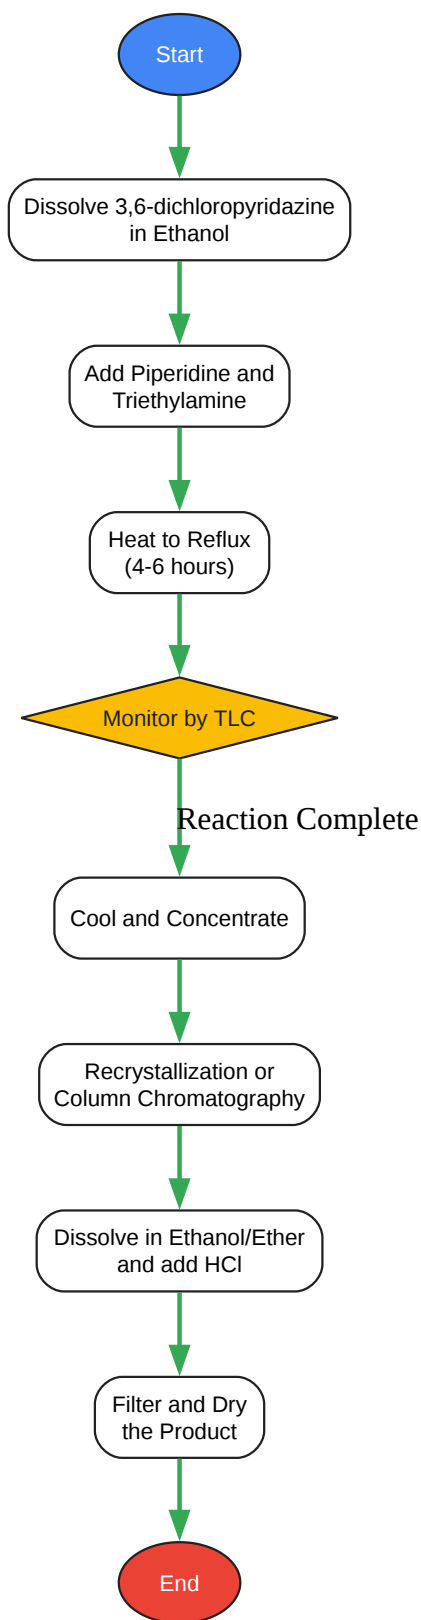 Start
Dissolve 3,6-dichloropyridazine
in Ethanol
Add Piperidine and
Triethylamine
Heat to Reflux
(4-6 hours)
Monitor by TLC
Reaction Complete
Cool and Concentrate
Recrystallization or
Column Chromatography
Dissolve in Ethanol/Ether
and add HCl
Filter and Dry
the Product
End